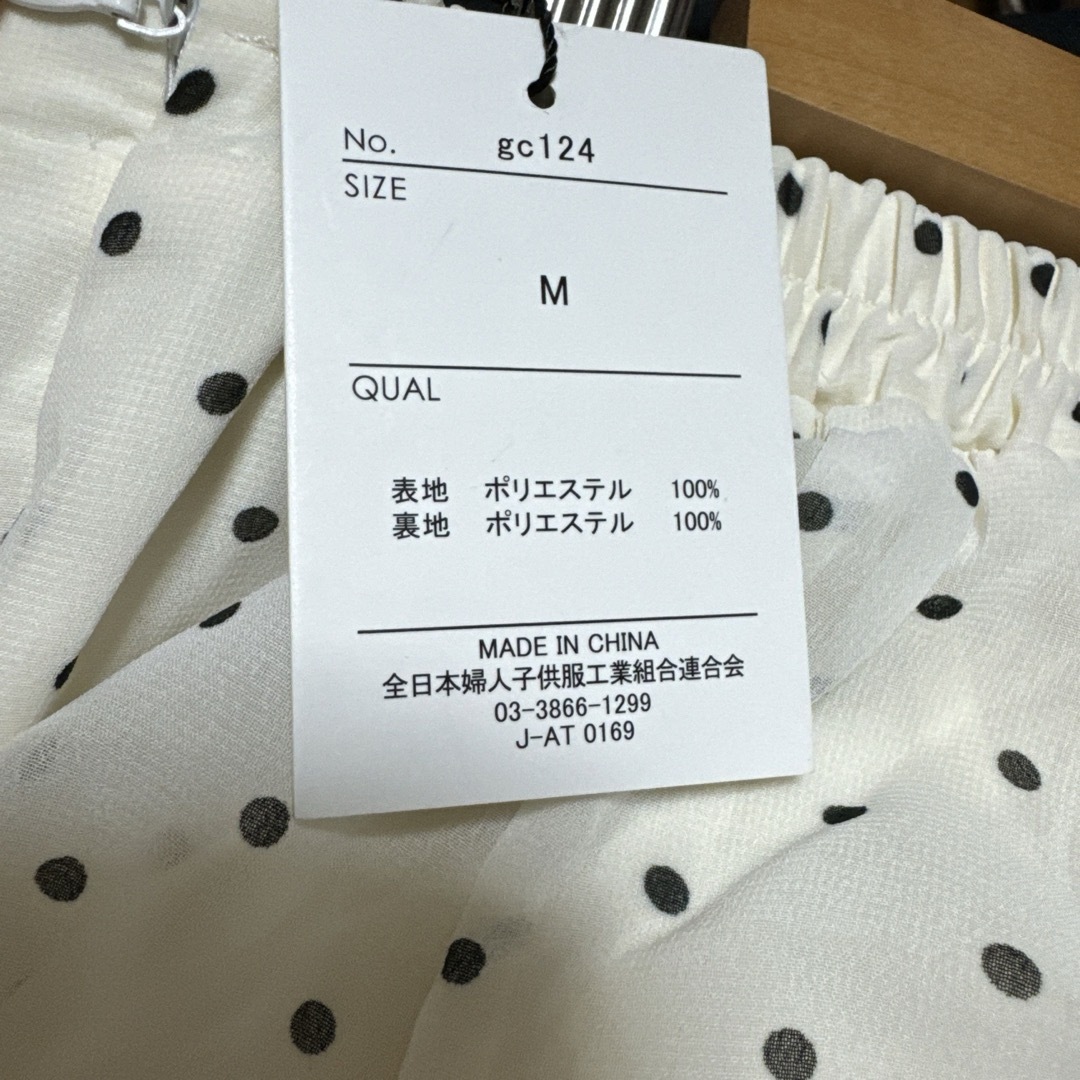 No. gc124
SIZE
M
QUAL
表地 ポリエステル 100%
裏地 ポリエステル 100%
MADE IN CHINA
全日本婦人子供服工業組合連合会
03-3866-1299
J-AT 0169